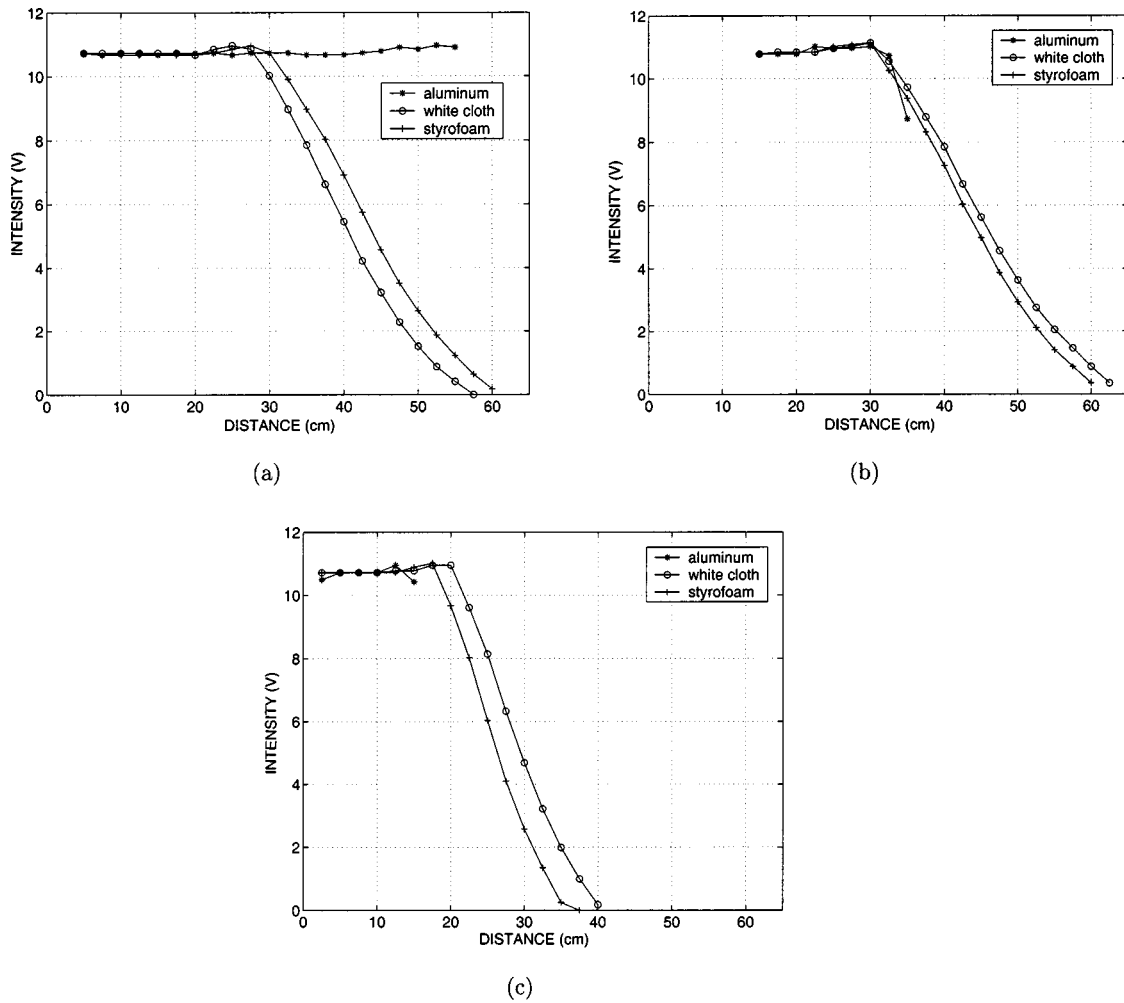 12
10
8
6
4
2
0
INTENSITY (V)
aluminum
white cloth
styrofoam
0 10 20 30 40 50 60
DISTANCE (cm)
(a)
12
10
8
6
4
2
0
INTENSITY (V)
aluminum
white cloth
styrofoam
0 10 20 30 40 50 60
DISTANCE (cm)
(b)
12
10
8
6
4
2
0
INTENSITY (V)
aluminum
white cloth
styrofoam
0 10 20 30 40 50 60
DISTANCE (cm)
(c)